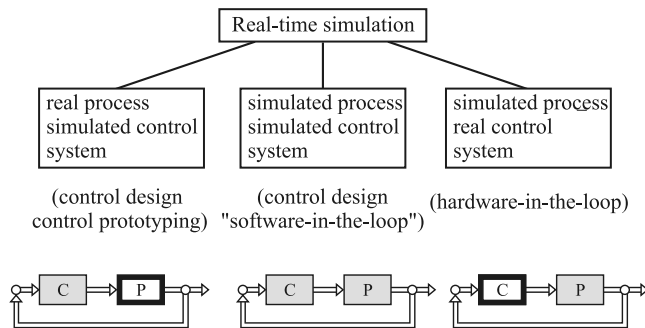 Real-time simulation
real process
simulated control
system
simulated process
simulated control
system
simulated process
real control
system
(control design
control prototyping)
(control design
"software-in-the-loop")
(hardware-in-the-loop)
C
P
C
P
C
P